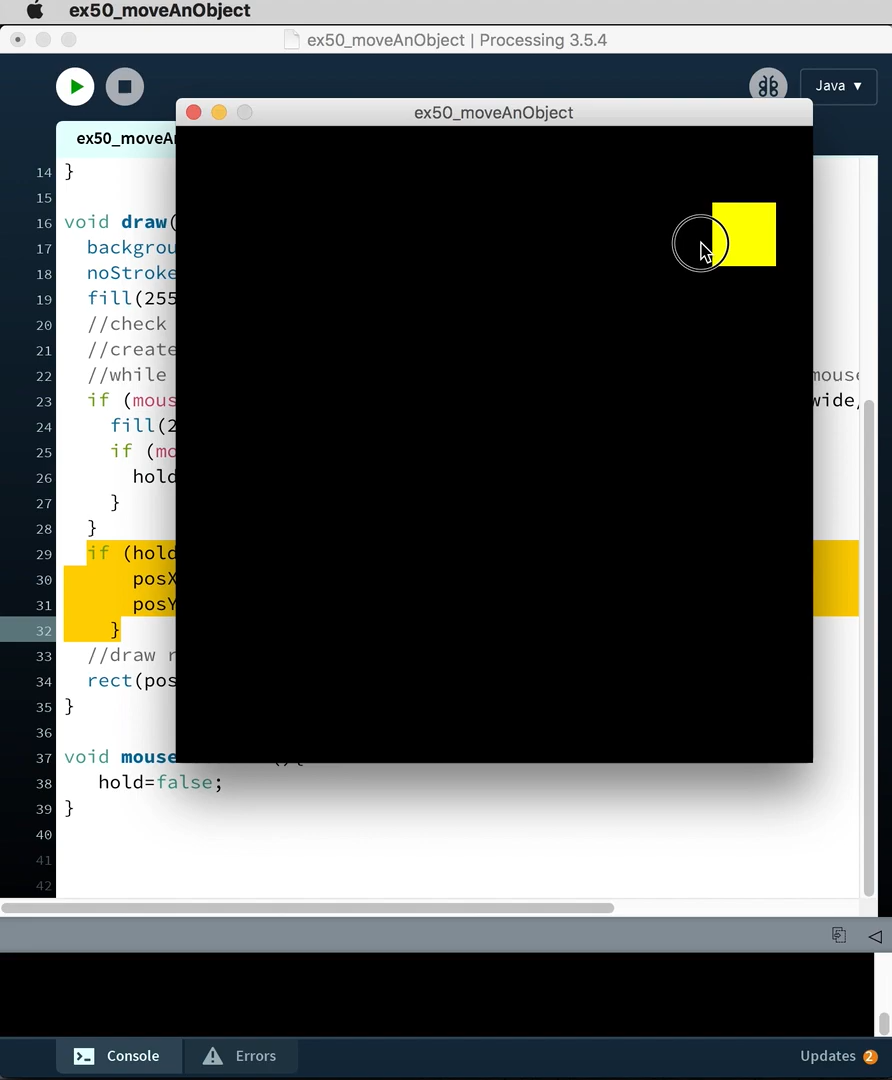 ex50_moveAnObject
ex50_moveAnObject | Processing 3.5.4
Java ▼
ex50_moveAnObject
ex50_moveAn
14 }
15
16 void draw(
17 backgrou
18 noStroke
19 fill(255
20 //check
21 //create
22 //while mouse
23 if (mous wide,
24 fill(2
25 if (mo
26 hold
27 }
28 }
29 if (hold
30 posX
31 posY
32 }
33 //draw r
34 rect(pos
35 }
36
37 void mouse (){
38 hold=false;
39 }
40
41
42
Console
Errors
Updates 2